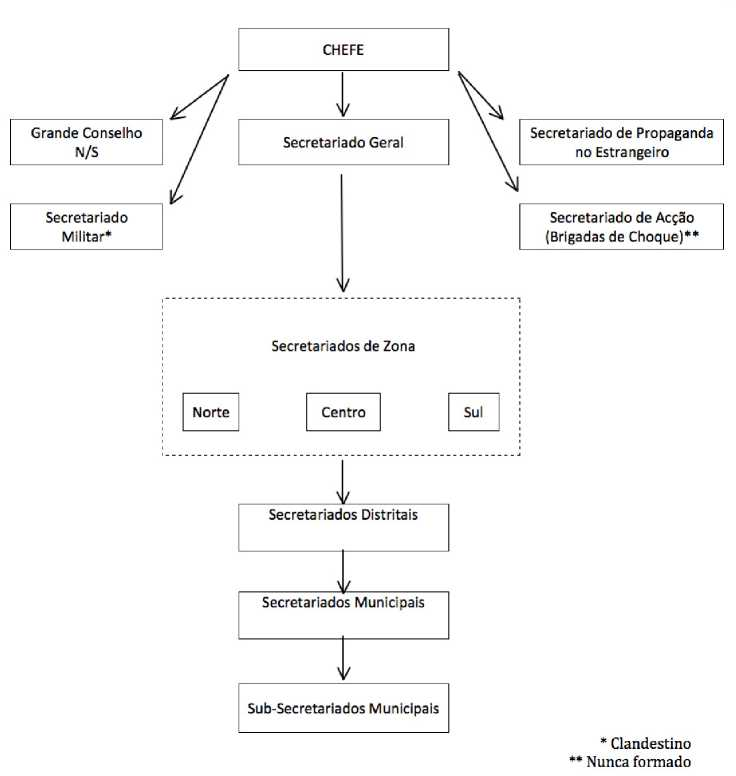 CHEFE
Grande Conselho
N/S
Secretariado Geral
Secretariado de Propaganda
no Estrangeiro
Secretariado
Militar*
Secretariado de Acção
(Brigadas de Choque)**
Secretariados de Zona
Norte
Centro
Sul
Secretariados Distritais
Secretariados Municipais
Sub-Secretariados Municipais
* Clandestino
** Nunca formado